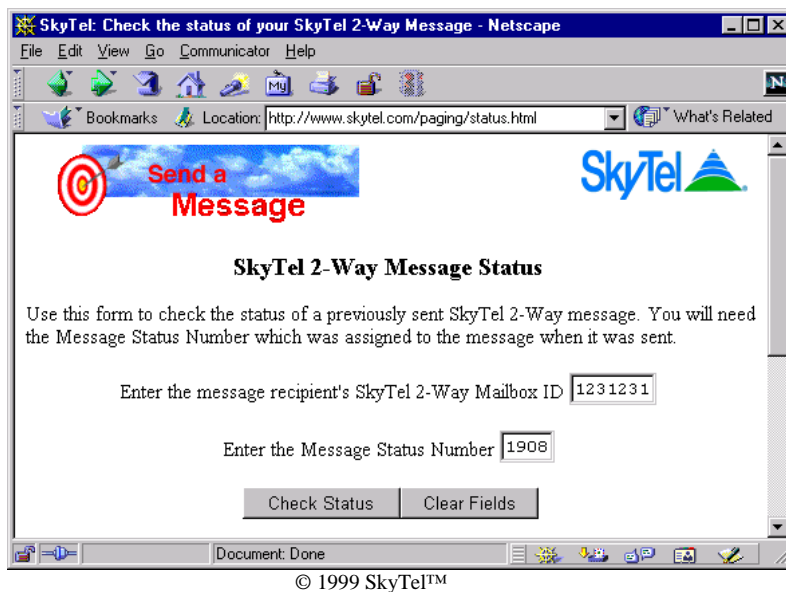 SkyTel: Check the status of your SkyTel 2-Way Message - Netscape
File Edit View Go Communicator Help
My N
Bookmarks Location: http://www.skytel.com/paging/status.html What's Related
Send a
Message
SkyTel
SkyTel 2-Way Message Status
Use this form to check the status of a previously sent SkyTel 2-Way message. You will need
the Message Status Number which was assigned to the message when it was sent.
Enter the message recipient's SkyTel 2-Way Mailbox ID 1231231
Enter the Message Status Number 1908
Check Status Clear Fields
Document: Done
© 1999 SkyTel™